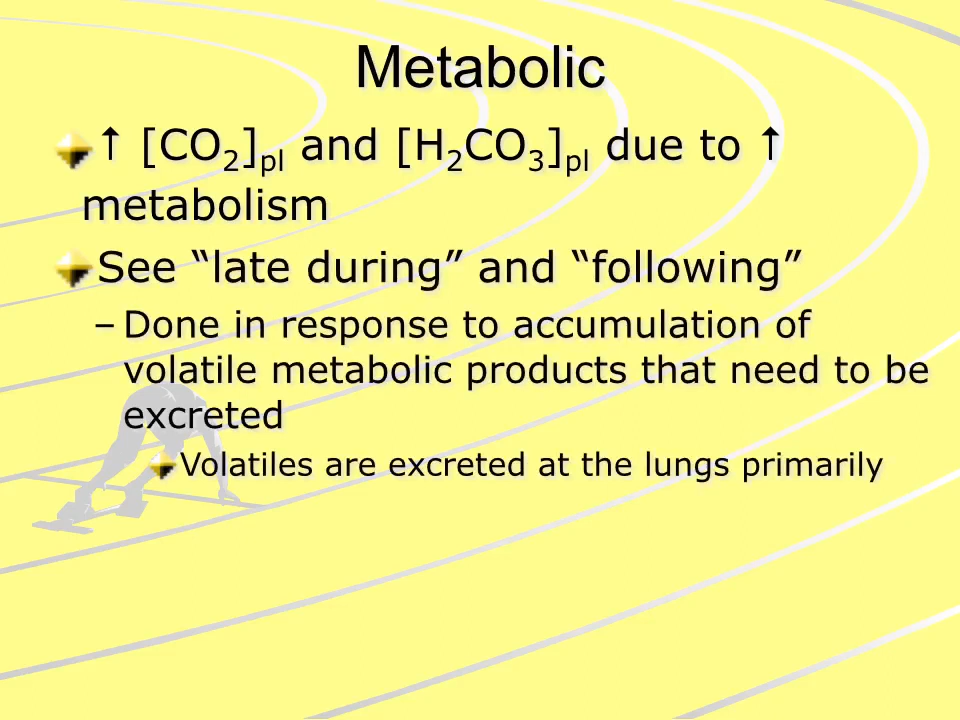 Metabolic
↑ [CO₂]pl and [H₂CO₃]pl due to ↑
metabolism
See “late during” and “following”
– Done in response to accumulation of
volatile metabolic products that need to be
excreted
Volatiles are excreted at the lungs primarily